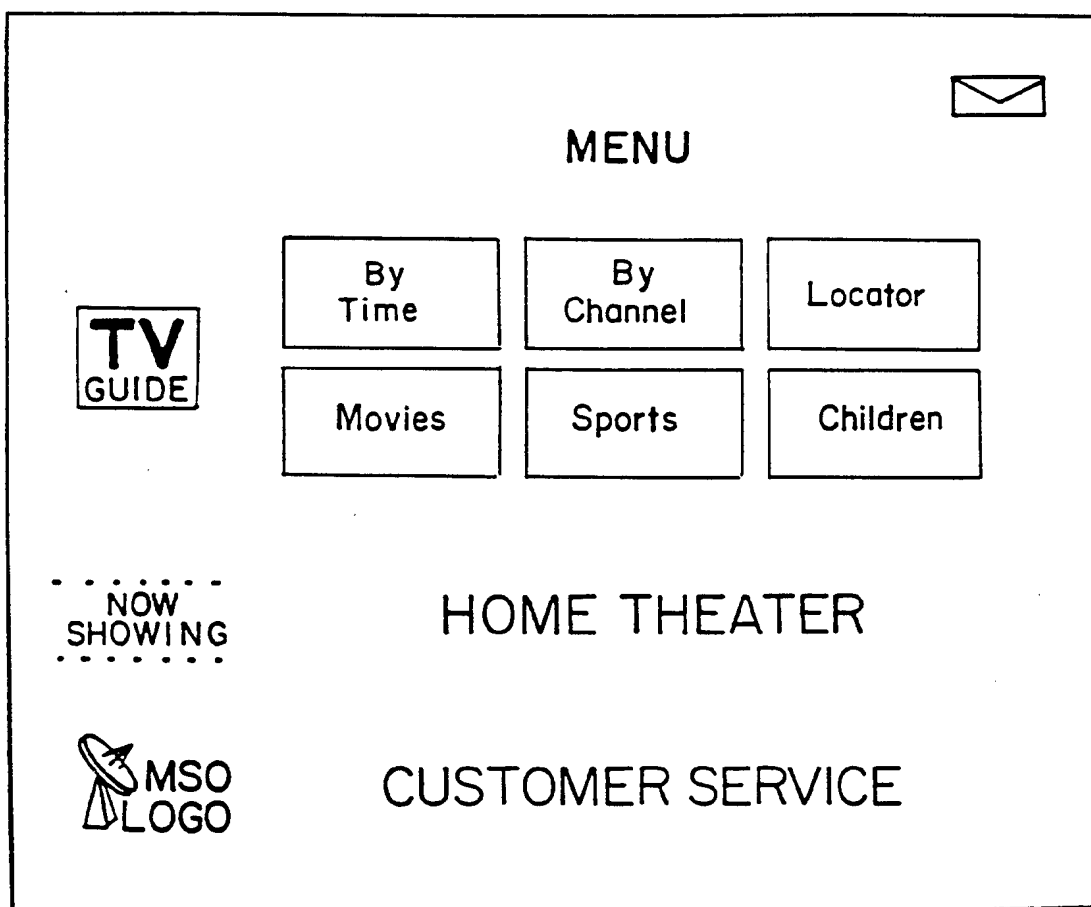 MENU
By
Time
By
Channel
Locator
TV
GUIDE
Movies
Sports
Children
NOW
SHOWING
HOME THEATER
MSO
LOGO
CUSTOMER SERVICE